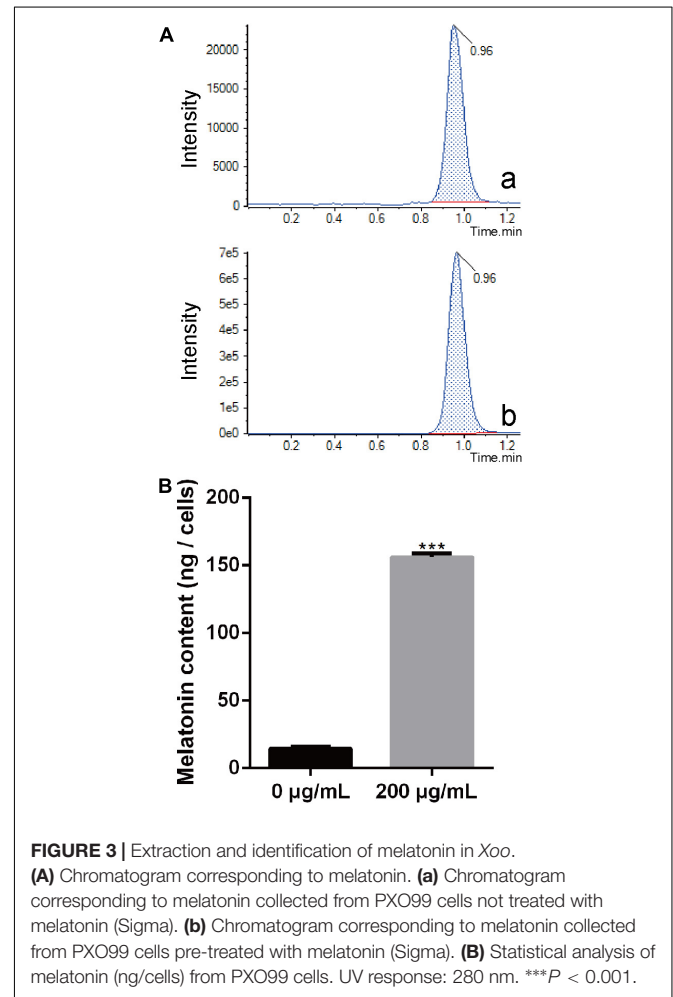 A
Intensity
20000
15000
10000
5000
0
0.96
a
0.2 0.4 0.6 0.8 1.0 1.2
Time.min
Intensity
7e5
6e5
5e5
4e5
3e5
2e5
1e5
0e0
0.96
b
0.2 0.4 0.6 0.8 1.0 1.2
Time.min
B
Melatonin content (ng / cells)
200
150
100
50
0
***
0 µg/mL 200 µg/mL
FIGURE 3 | Extraction and identification of melatonin in Xoo.
(A) Chromatogram corresponding to melatonin. (a) Chromatogram
corresponding to melatonin collected from PXO99 cells not treated with
melatonin (Sigma). (b) Chromatogram corresponding to melatonin collected
from PXO99 cells pre-treated with melatonin (Sigma). (B) Statistical analysis of
melatonin (ng/cells) from PXO99 cells. UV response: 280 nm. ***P < 0.001.